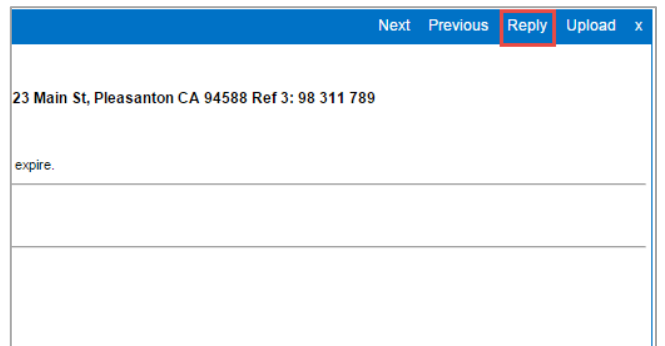 Next Previous Reply Upload x
23 Main St, Pleasanton CA 94588 Ref 3: 98 311 789
expire.